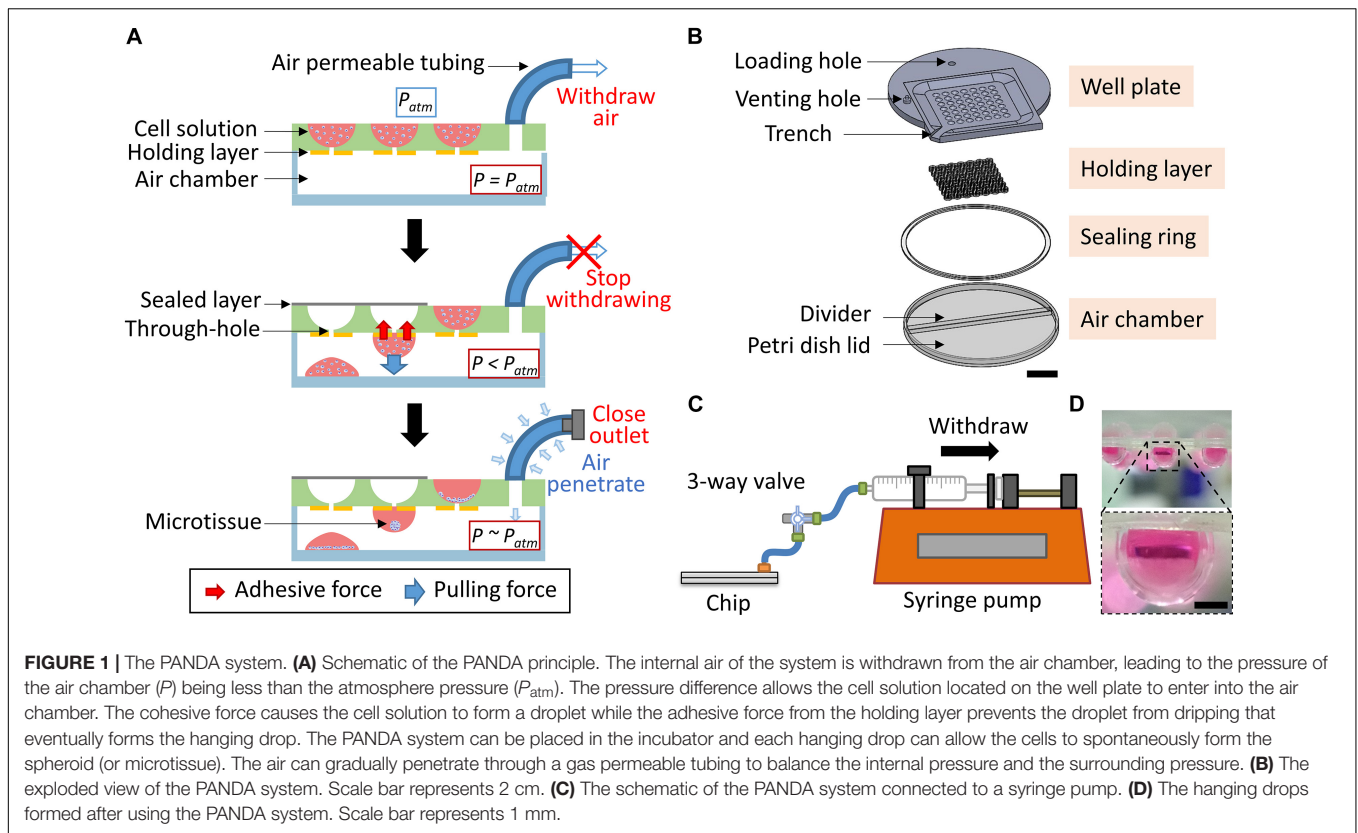 A
Air permeable tubing
P_atm
Withdraw
air
Cell solution
Holding layer
Air chamber
P = P_atm
Sealed layer
Through-hole
Stop
withdrawing
P < P_atm
Close
outlet
Air
penetrate
Microtissue
P ~ P_atm
Adhesive force
Pulling force
B
Loading hole
Venting hole
Trench
Well plate
Holding layer
Sealing ring
Divider
Petri dish lid
Air chamber
C
Withdraw
3-way valve
Chip
Syringe pump
D
FIGURE 1 | The PANDA system. (A) Schematic of the PANDA principle. The internal air of the system is withdrawn from the air chamber, leading to the pressure of
the air chamber (P) being less than the atmosphere pressure (P_atm). The pressure difference allows the cell solution located on the well plate to enter into the air
chamber. The cohesive force causes the cell solution to form a droplet while the adhesive force from the holding layer prevents the droplet from dripping that
eventually forms the hanging drop. The PANDA system can be placed in the incubator and each hanging drop can allow the cells to spontaneously form the
spheroid (or microtissue). The air can gradually penetrate through a gas permeable tubing to balance the internal pressure and the surrounding pressure. (B) The
exploded view of the PANDA system. Scale bar represents 2 cm. (C) The schematic of the PANDA system connected to a syringe pump. (D) The hanging drops
formed after using the PANDA system. Scale bar represents 1 mm.